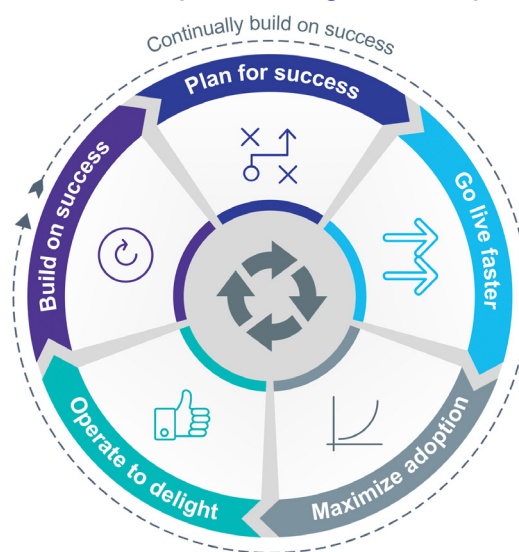 Continually build on success
Plan for success
Go live faster
Maximize adoption
Operate to delight
Build on success